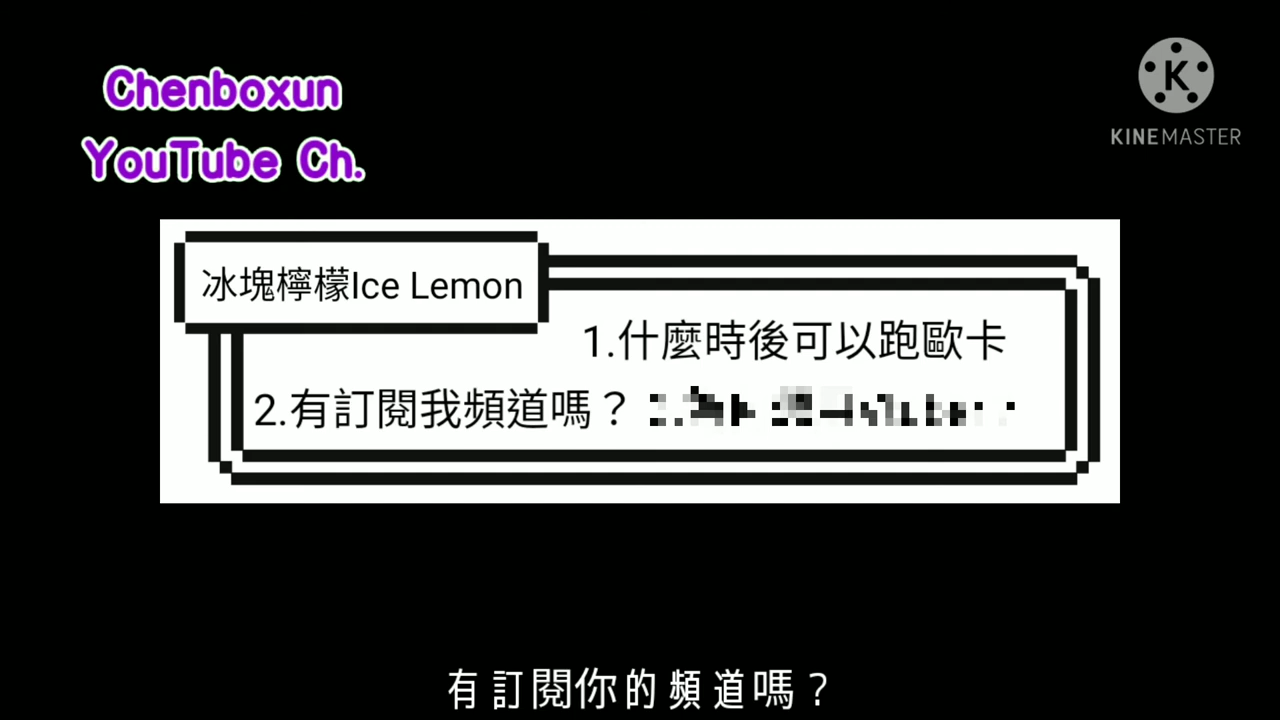 Chenboxun
YouTube Ch.
KINEMASTER
冰塊檸檬Ice Lemon
1.什麼時後可以跑歐卡
2.有訂閱我頻道嗎？
有訂閱你的頻道嗎？